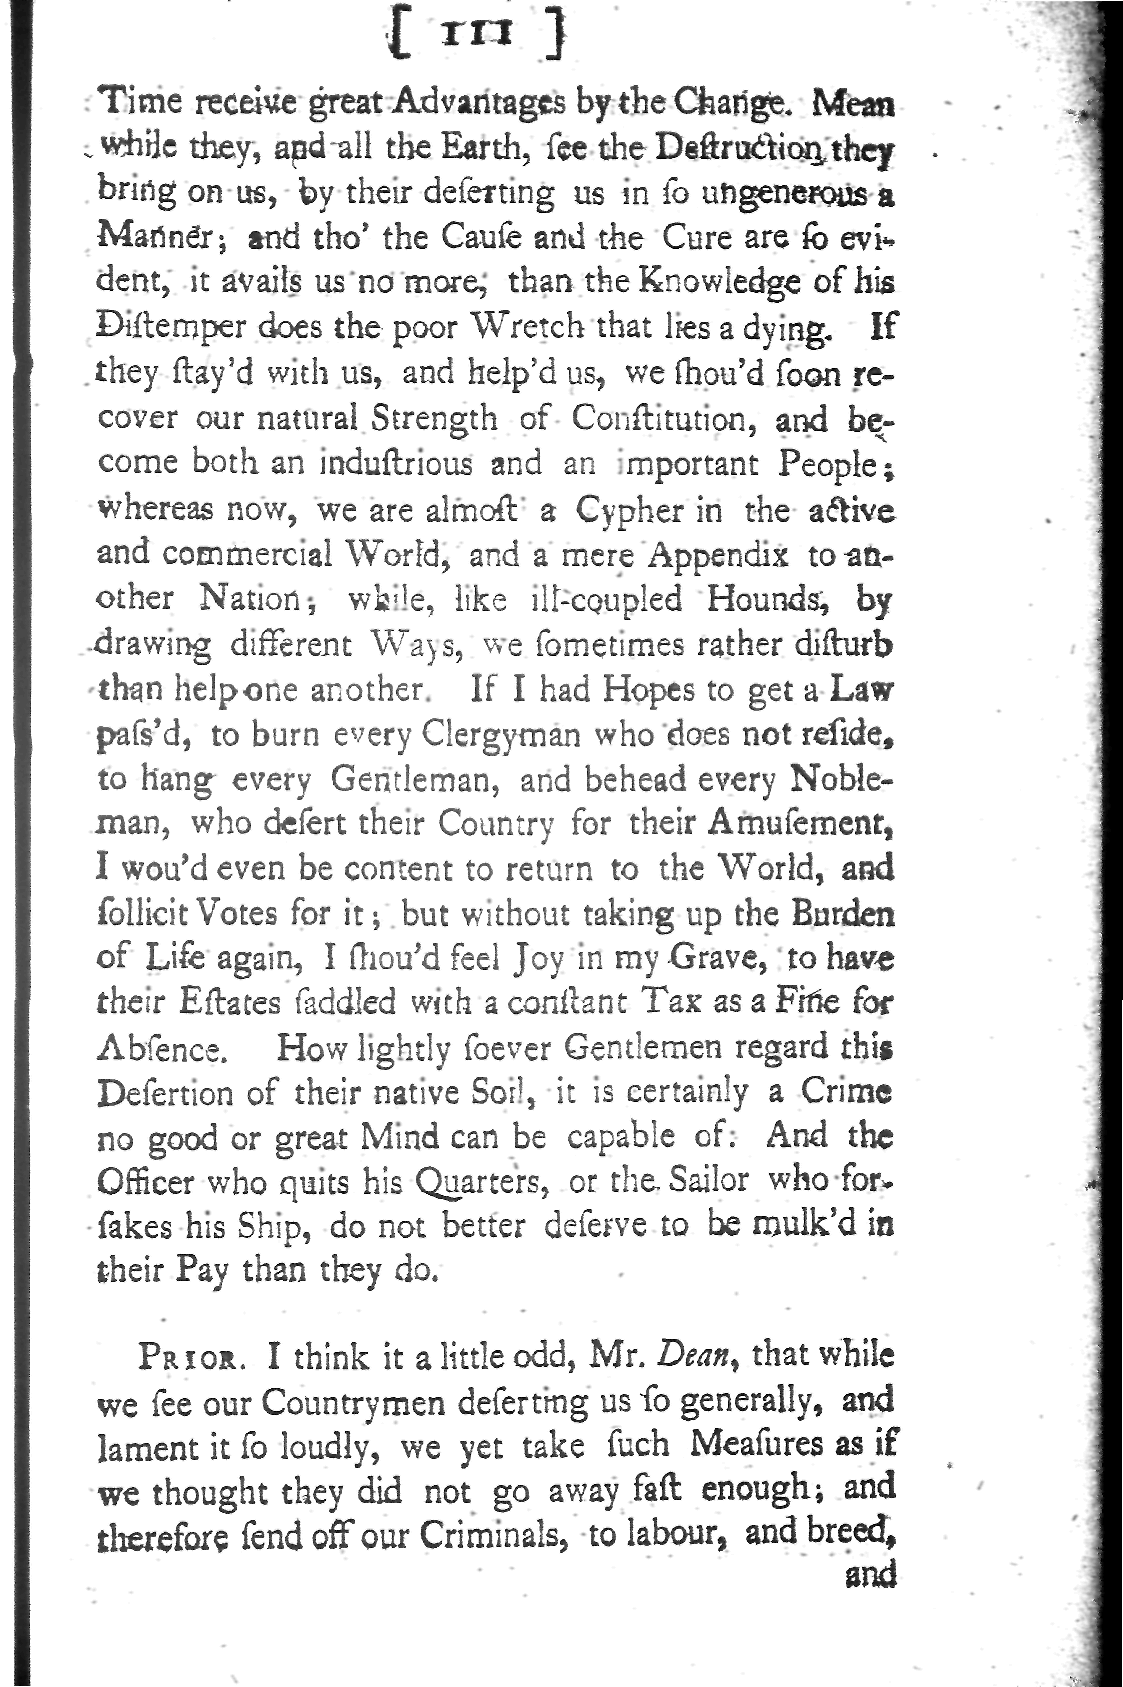 [ 111 ]
Time receive great Advantages by the Change. Mean
while they, and all the Earth, ſee the Deſtruction they
bring on us, by their deſerting us in ſo ungenerous a
Manner; and tho' the Cauſe and the Cure are ſo evi-
dent, it avails us no more, than the Knowledge of his
Diſtemper does the poor Wretch that lies a dying. If
they ſtay'd with us, and help'd us, we ſhou'd ſoon re-
cover our natural Strength of Conſtitution, and be-
come both an induſtrious and an important People;
whereas now, we are almoſt a Cypher in the active
and commercial World, and a mere Appendix to an-
other Nation; while, like ill-coupled Hounds, by
drawing different Ways, we ſometimes rather diſturb
than help one another. If I had Hopes to get a Law
paſs'd, to burn every Clergyman who does not reſide,
to hang every Gentleman, and behead every Noble-
man, who deſert their Country for their Amuſement,
I wou'd even be content to return to the World, and
ſollicit Votes for it; but without taking up the Burden
of Life again, I ſhou'd feel Joy in my Grave, to have
their Eſtates ſaddled with a conſtant Tax as a Fine for
Abſence. How lightly ſoever Gentlemen regard this
Deſertion of their native Soil, it is certainly a Crime
no good or great Mind can be capable of: And the
Officer who quits his Quarters, or the Sailor who for-
ſakes his Ship, do not better deſerve to be mulk'd in
their Pay than they do.
PRIOR. I think it a little odd, Mr. Dean, that while
we ſee our Countrymen deſerting us ſo generally, and
lament it ſo loudly, we yet take ſuch Meaſures as if
we thought they did not go away faſt enough; and
therefore ſend off our Criminals, to labour, and breed,
and